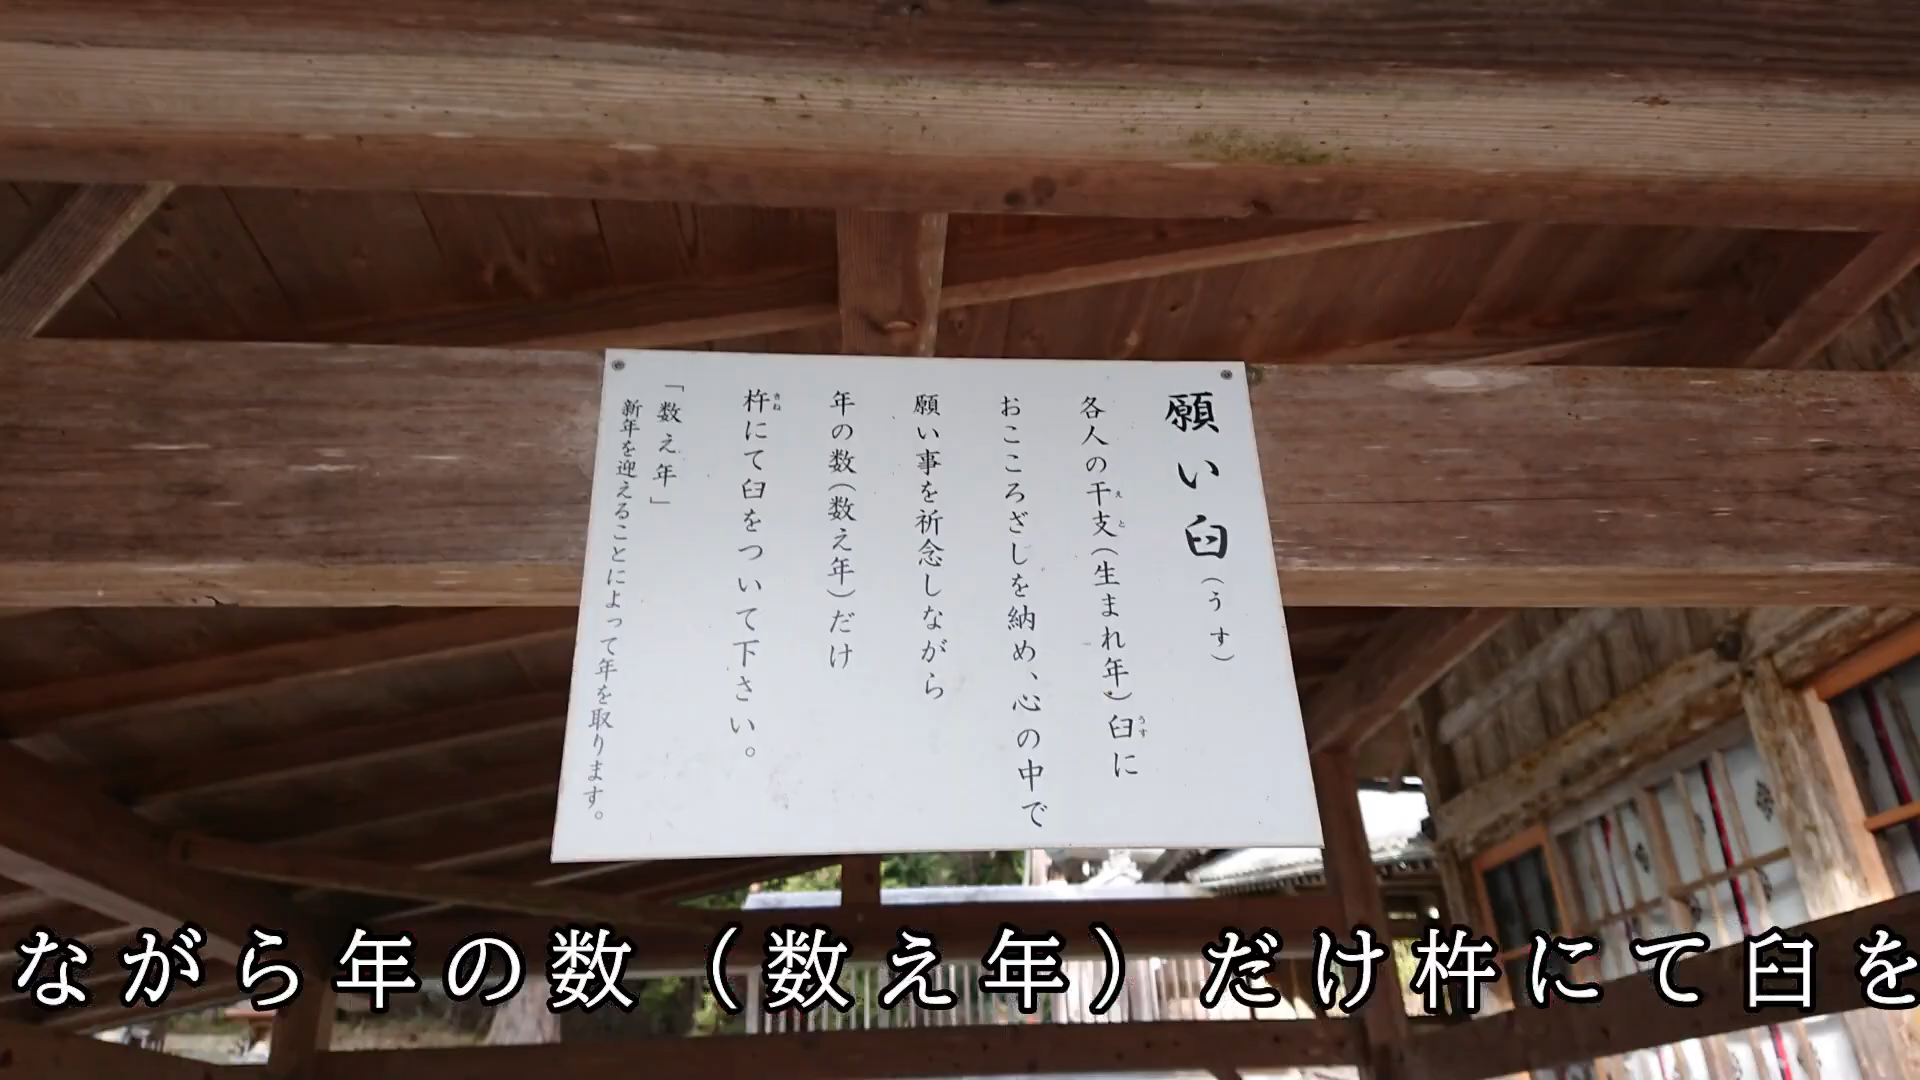 願い臼(うす)
各人の干支(生まれ年)臼に
えと
うす
おこころざしを納め、心の中で
願い事を祈念しながら
年の数(数え年)だけ
杵にて臼をついて下さい。
きね
「数え年」
新年を迎えることによって年を取ります。
ながら年の数(数え年)だけ杵にて臼を